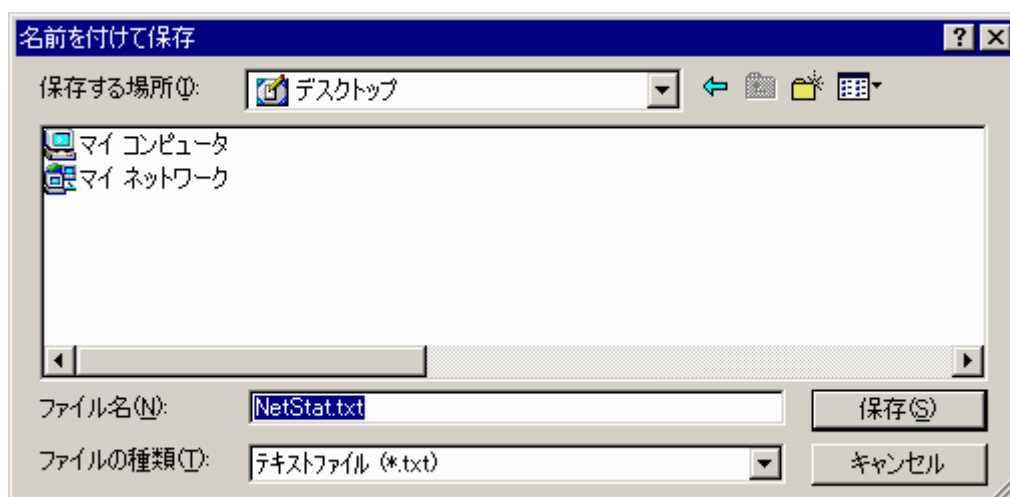 名前を付けて保存
保存する場所(I): デスクトップ
マイ コンピュータ
マイ ネットワーク
ファイル名(N): NetStat.txt 保存(S)
ファイルの種類(T): テキストファイル (*.txt) キャンセル